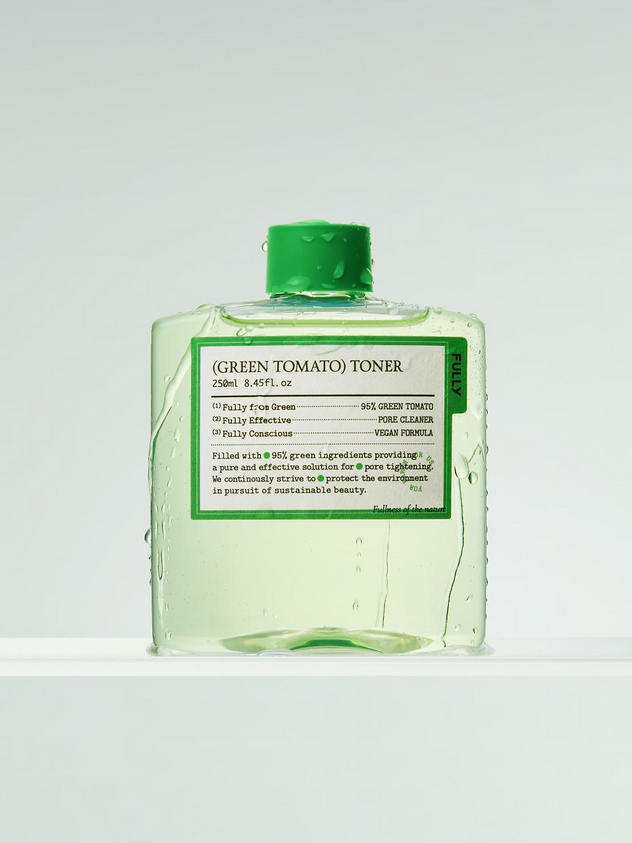 (GREEN TOMATO) TONER
250ml 8.45fl.oz
FULLY
(1) Fully from Green 95% GREEN TOMATO
(2) Fully Effective PORE CLEANER
(3) Fully Conscious VEGAN FORMULA
Filled with 95% green ingredients providing
a pure and effective solution for pore tightening.
We continously strive to protect the environment
in pursuit of sustainable beauty.
Fullness of the nature